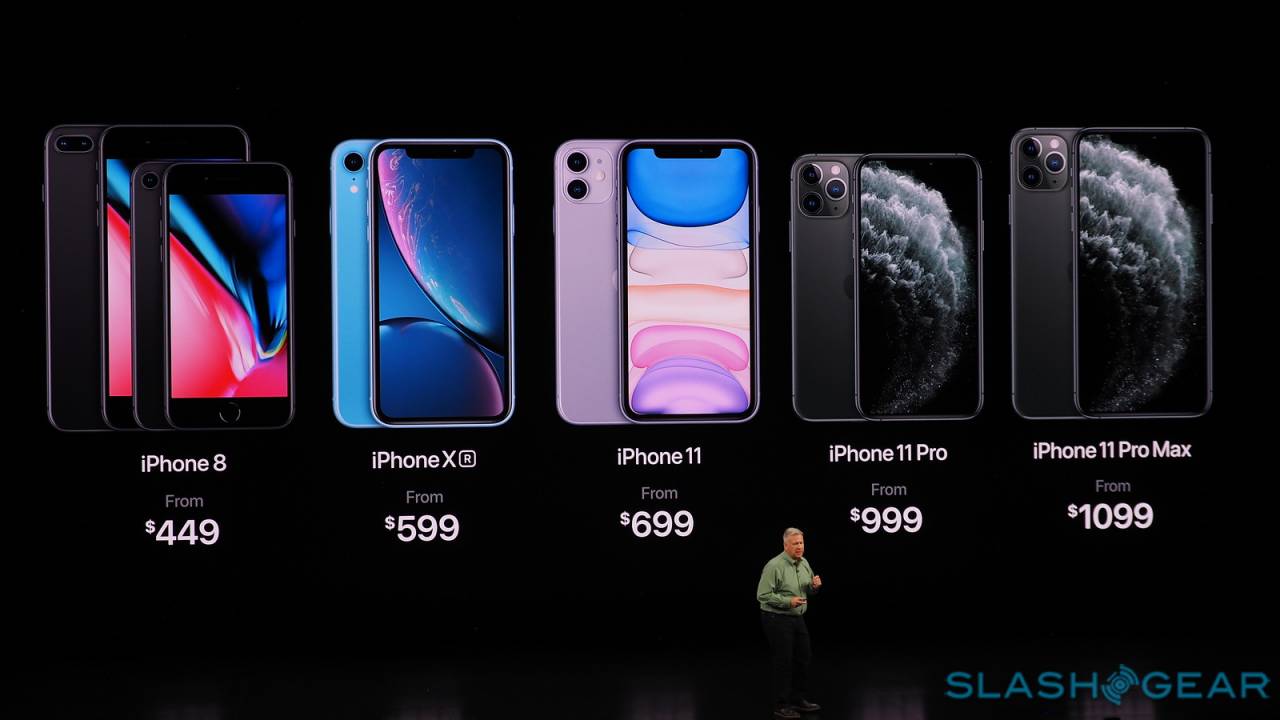 iPhone 8
From
$449
iPhone XR
From
$599
iPhone 11
From
$699
iPhone 11 Pro
From
$999
iPhone 11 Pro Max
From
$1099
SLASHGEAR